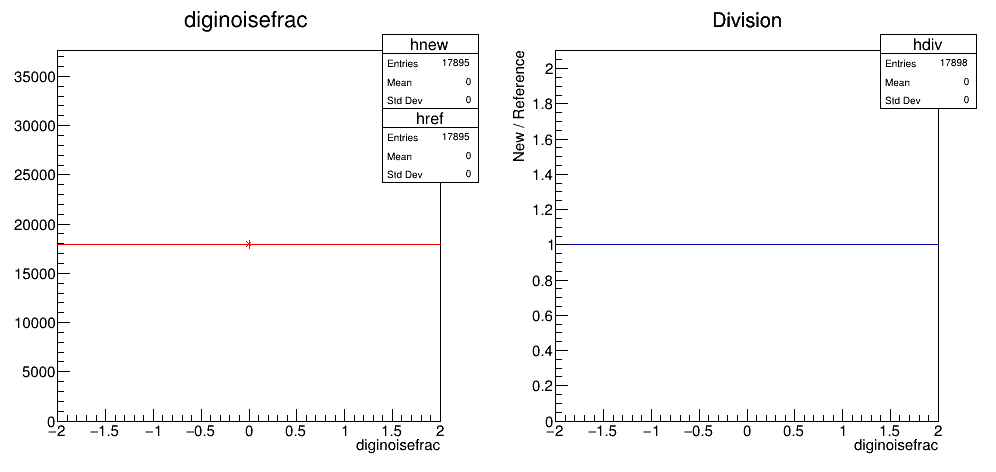 diginoisefrac
hnew
Entries 17895
Mean 0
Std Dev 0
href
Entries 17895
Mean 0
Std Dev 0
35000
30000
25000
20000
15000
10000
5000
0
−2 −1.5 −1 −0.5 0 0.5 1 1.5 2
diginoisefrac
Division
hdiv
Entries 17898
Mean 0
Std Dev 0
New / Reference
2
1.8
1.6
1.4
1.2
1
0.8
0.6
0.4
0.2
0
−2 −1.5 −1 −0.5 0 0.5 1 1.5 2
diginoisefrac